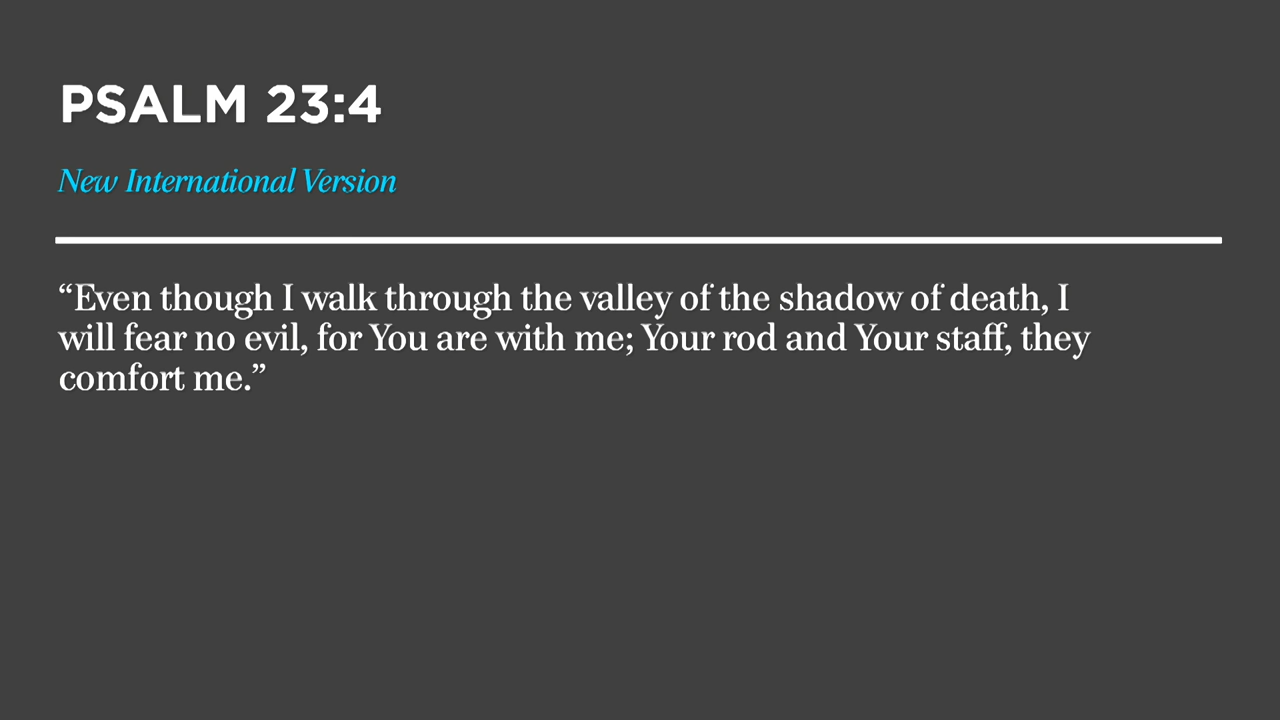 PSALM 23:4
New International Version
“Even though I walk through the valley of the shadow of death, I
will fear no evil, for You are with me; Your rod and Your staff, they
comfort me.”